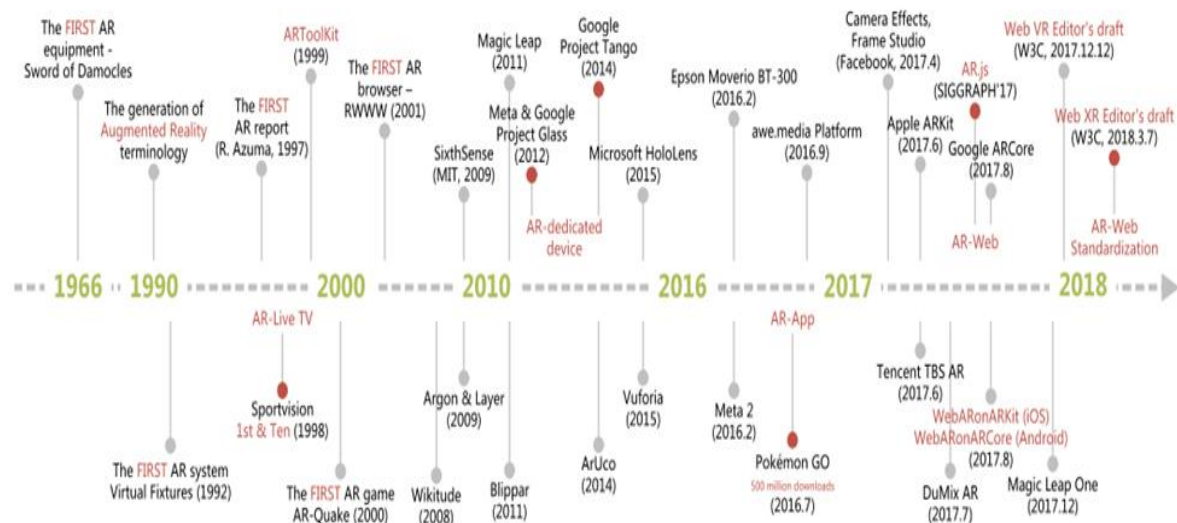 The FIRST AR
equipment -
Sword of Damocles
The generation of
Augmented Reality
terminology
The FIRST
AR report
(R. Azuma, 1997)
ARToolKit
(1999)
The FIRST AR
browser –
RWWW (2001)
SixthSense
(MIT, 2009)
Magic Leap
(2011)
Meta & Google
Project Glass
(2012)
AR-dedicated
device
Google
Project Tango
(2014)
Microsoft HoloLens
(2015)
Epson Moverio BT-300
(2016.2)
awe.media Platform
(2016.9)
Camera Effects,
Frame Studio
(Facebook, 2017.4)
Apple ARKit
(2017.6)
AR.js
(SIGGRAPH'17)
Google ARCore
(2017.8)
AR-Web
Web VR Editor's draft
(W3C, 2017.12.12)
Web XR Editor's draft
(W3C, 2018.3.7)
AR-Web
Standardization
1966 1990 2000 2010 2016 2017 2018
The FIRST AR system
Virtual Fixtures (1992)
AR-Live TV
Sportvision
1st & Ten (1998)
The FIRST AR game
AR-Quake (2000)
Wikitude
(2008)
Argon & Layer
(2009)
Blippar
(2011)
ArUco
(2014)
Vuforia
(2015)
Meta 2
(2016.2)
AR-App
Pokémon GO
500 million downloads
(2016.7)
Tencent TBS AR
(2017.6)
DuMix AR
(2017.7)
WebARonARKit (iOS)
WebARonARCore (Android)
(2017.8)
Magic Leap One
(2017.12)